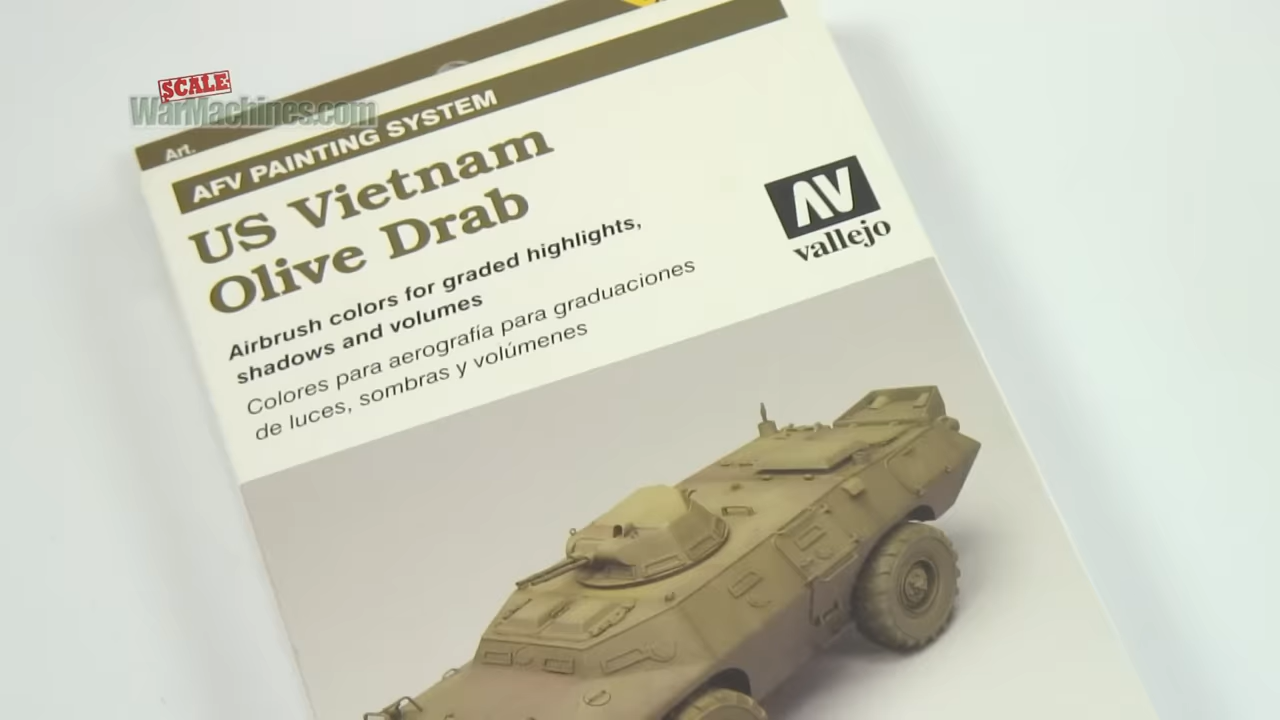 SCALE
WarMachines.com
Art.
AFV PAINTING SYSTEM
US Vietnam
Olive Drab
Airbrush colors for graded highlights,
shadows and volumes
Colores para aerografía para graduaciones
de luces, sombras y volúmenes
AV
vallejo